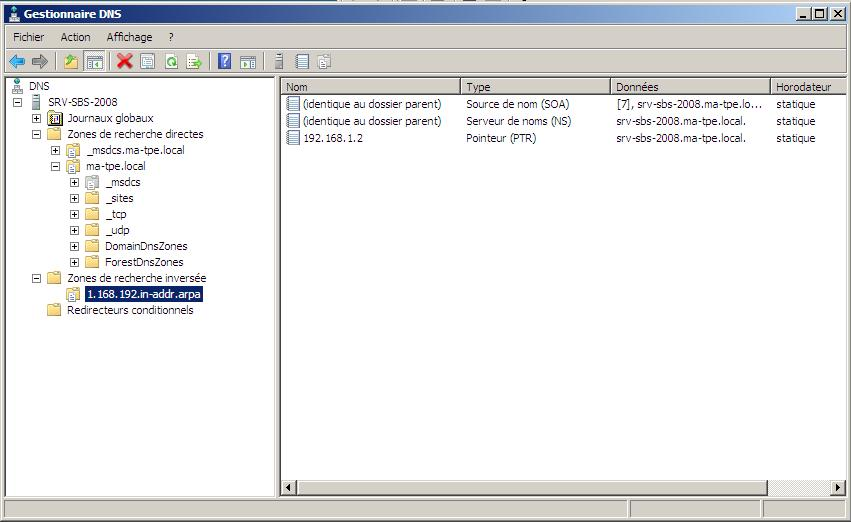 Gestionnaire DNS
Fichier Action Affichage ?
DNS
SRV-SBS-2008
Journaux globaux
Zones de recherche directes
_msdcs.ma-tpe.local
ma-tpe.local
_msdcs
_sites
_tcp
_udp
DomainDnsZones
ForestDnsZones
Zones de recherche inversée
1.168.192.in-addr.arpa
Redirecteurs conditionnels
Nom Type Données Horodateur
(identique au dossier parent) Source de nom (SOA) [7], srv-sbs-2008.ma-tpe.lo... statique
(identique au dossier parent) Serveur de noms (NS) srv-sbs-2008.ma-tpe.local. statique
192.168.1.2 Pointeur (PTR) srv-sbs-2008.ma-tpe.local. statique